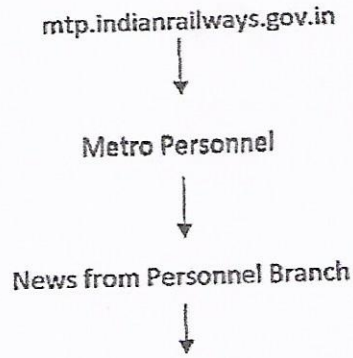 mtp.indianrailways.gov.in
Metro Personnel
News from Personnel Branch